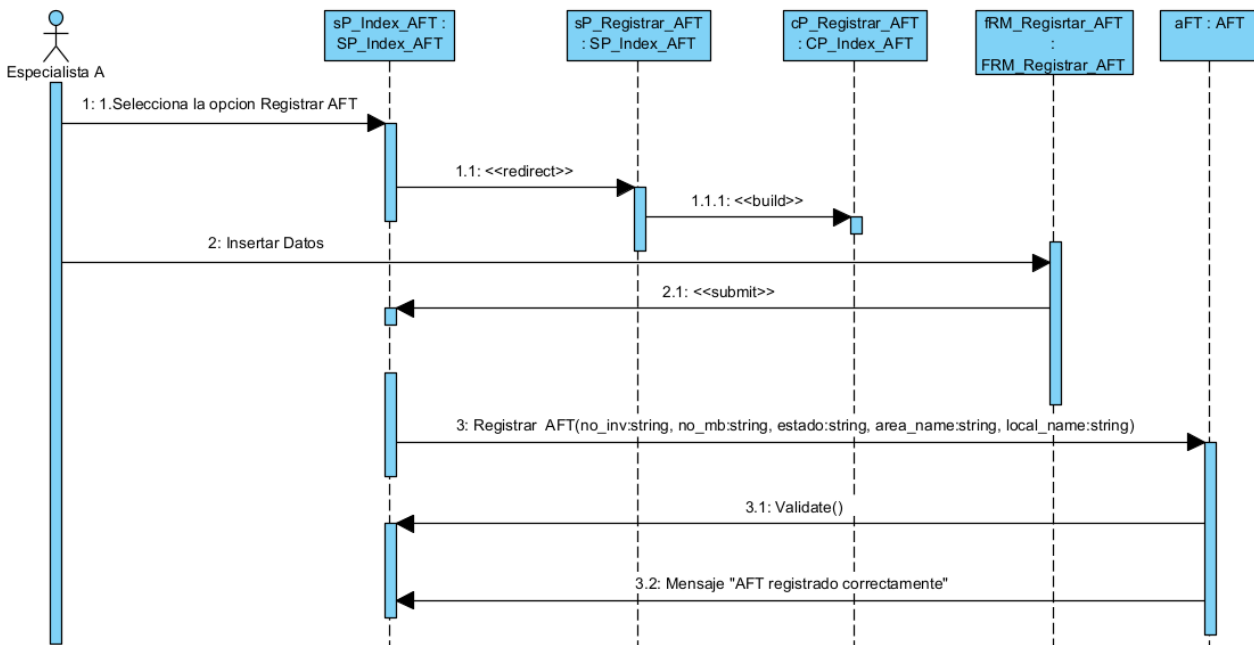 sP_Index_AFT :
SP_Index_AFT
sP_Registrar_AFT
: SP_Index_AFT
cP_Registrar_AFT
: CP_Index_AFT
fRM_Regisrtar_AFT
:
FRM_Registrar_AFT
aFT : AFT
Especialista A
1: 1.Selecciona la opcion Registrar AFT
1.1: <<redirect>>
1.1.1: <<build>>
2: Insertar Datos
2.1: <<submit>>
3: Registrar AFT(no_inv:string, no_mb:string, estado:string, area_name:string, local_name:string)
3.1: Validate()
3.2: Mensaje "AFT registrado correctamente"